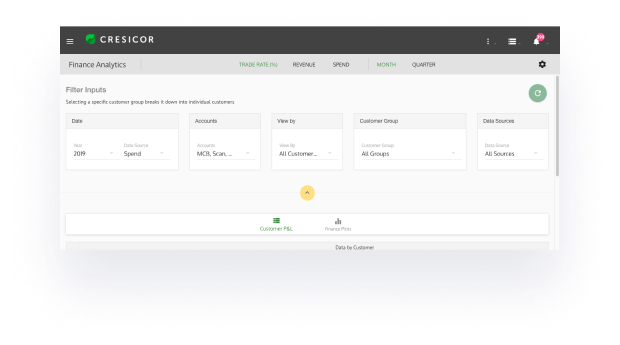 CRESICOR
Finance Analytics
TRADE RATE (%) REVENUE SPEND MONTH QUARTER
Filter Inputs
Selecting a specific customer group breaks it down into individual customers
Date Accounts View by Customer Group Data Sources
Year Date Source Accounts View By Customer Group Data Source
2019 Spend MCB, Scan, ... All Customer... All Groups All Sources
Customer P&L Finance Plots
Data by Customer